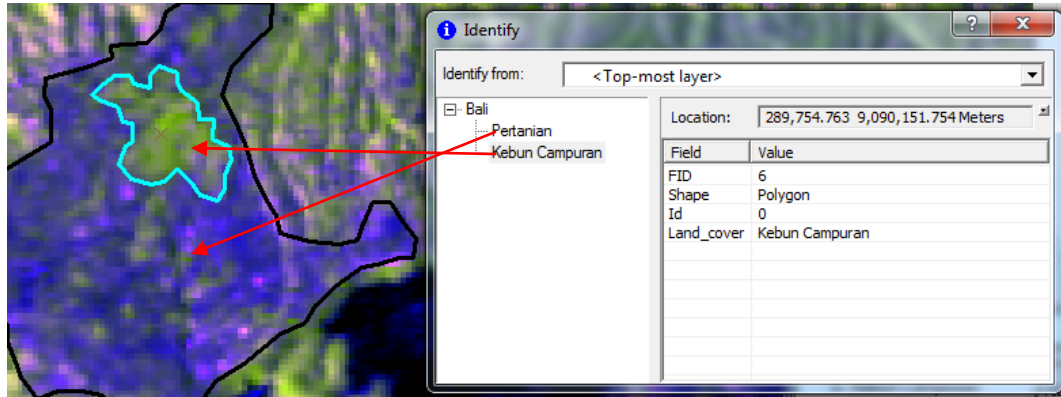 Identify
?
X
Identify from: <Top-most layer>
Bali
Pertanian
Kebun Campuran
Location: 289,754.763 9,090,151.754 Meters
Field Value
FID 6
Shape Polygon
Id 0
Land_cover Kebun Campuran